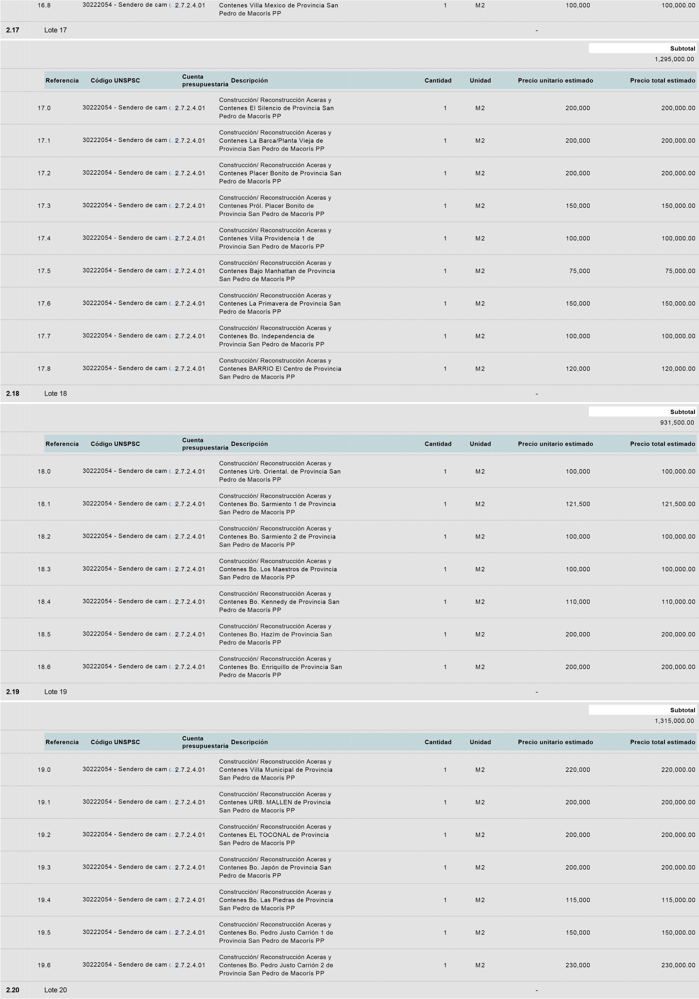 16.8 30222054 - Sendero de cam (...) 2.7.2.4.01 Contenes Villa Mexico de Provincia San 1 M2 100,000 100,000.00
Pedro de Macorís PP
2.17 Lote 17 -
Subtotal
1,295,000.00
Referencia Código UNSPSC Cuenta presupuestaria Descripción Cantidad Unidad Precio unitario estimado Precio total estimado
Construcción/ Reconstrucción Aceras y
17.0 30222054 - Sendero de cam (...) 2.7.2.4.01 Contenes El Silencio de Provincia San 1 M2 200,000 200,000.00
Pedro de Macorís PP
Construcción/ Reconstrucción Aceras y
17.1 30222054 - Sendero de cam (...) 2.7.2.4.01 Contenes La Barca/Planta Vieja de 1 M2 200,000 200,000.00
Provincia San Pedro de Macorís PP
Construcción/ Reconstrucción Aceras y
17.2 30222054 - Sendero de cam (...) 2.7.2.4.01 Contenes Placer Bonito de Provincia San 1 M2 200,000 200,000.00
Pedro de Macorís PP
Construcción/ Reconstrucción Aceras y
17.3 30222054 - Sendero de cam (...) 2.7.2.4.01 Contenes Pról. Placer Bonito de 1 M2 150,000 150,000.00
Provincia San Pedro de Macorís PP
Construcción/ Reconstrucción Aceras y
17.4 30222054 - Sendero de cam (...) 2.7.2.4.01 Contenes Villa Providencia 1 de 1 M2 100,000 100,000.00
Provincia San Pedro de Macorís PP
Construcción/ Reconstrucción Aceras y
17.5 30222054 - Sendero de cam (...) 2.7.2.4.01 Contenes Bajo Manhattan de Provincia 1 M2 75,000 75,000.00
San Pedro de Macorís PP
Construcción/ Reconstrucción Aceras y
17.6 30222054 - Sendero de cam (...) 2.7.2.4.01 Contenes La Primavera de Provincia San 1 M2 150,000 150,000.00
Pedro de Macorís PP
Construcción/ Reconstrucción Aceras y
17.7 30222054 - Sendero de cam (...) 2.7.2.4.01 Contenes Bo. Independencia de 1 M2 100,000 100,000.00
Provincia San Pedro de Macorís PP
Construcción/ Reconstrucción Aceras y
17.8 30222054 - Sendero de cam (...) 2.7.2.4.01 Contenes BARRIO El Centro de Provincia 1 M2 120,000 120,000.00
San Pedro de Macorís PP
2.18 Lote 18 -
Subtotal
931,500.00
Referencia Código UNSPSC Cuenta presupuestaria Descripción Cantidad Unidad Precio unitario estimado Precio total estimado
Construcción/ Reconstrucción Aceras y
18.0 30222054 - Sendero de cam (...) 2.7.2.4.01 Contenes Urb. Oriental. de Provincia San 1 M2 100,000 100,000.00
Pedro de Macorís PP
Construcción/ Reconstrucción Aceras y
18.1 30222054 - Sendero de cam (...) 2.7.2.4.01 Contenes Bo. Sarmiento 1 de Provincia 1 M2 121,500 121,500.00
San Pedro de Macorís PP
Construcción/ Reconstrucción Aceras y
18.2 30222054 - Sendero de cam (...) 2.7.2.4.01 Contenes Bo. Sarmiento 2 de Provincia 1 M2 100,000 100,000.00
San Pedro de Macorís PP
Construcción/ Reconstrucción Aceras y
18.3 30222054 - Sendero de cam (...) 2.7.2.4.01 Contenes Bo. Los Maestros de Provincia 1 M2 100,000 100,000.00
San Pedro de Macorís PP
Construcción/ Reconstrucción Aceras y
18.4 30222054 - Sendero de cam (...) 2.7.2.4.01 Contenes Bo. Kennedy de Provincia San 1 M2 110,000 110,000.00
Pedro de Macorís PP
Construcción/ Reconstrucción Aceras y
18.5 30222054 - Sendero de cam (...) 2.7.2.4.01 Contenes Bo. Hazím de Provincia San 1 M2 200,000 200,000.00
Pedro de Macorís PP
Construcción/ Reconstrucción Aceras y
18.6 30222054 - Sendero de cam (...) 2.7.2.4.01 Contenes Bo. Enriquillo de Provincia San 1 M2 200,000 200,000.00
Pedro de Macorís PP
2.19 Lote 19 -
Subtotal
1,315,000.00
Referencia Código UNSPSC Cuenta presupuestaria Descripción Cantidad Unidad Precio unitario estimado Precio total estimado
Construcción/ Reconstrucción Aceras y
19.0 30222054 - Sendero de cam (...) 2.7.2.4.01 Contenes Villa Municipal de Provincia 1 M2 220,000 220,000.00
San Pedro de Macorís PP
Construcción/ Reconstrucción Aceras y
19.1 30222054 - Sendero de cam (...) 2.7.2.4.01 Contenes URB. MALLEN de Provincia 1 M2 200,000 200,000.00
San Pedro de Macorís PP
Construcción/ Reconstrucción Aceras y
19.2 30222054 - Sendero de cam (...) 2.7.2.4.01 Contenes EL TOCONAL de Provincia 1 M2 200,000 200,000.00
San Pedro de Macorís PP
Construcción/ Reconstrucción Aceras y
19.3 30222054 - Sendero de cam (...) 2.7.2.4.01 Contenes Bo. Japón de Provincia San 1 M2 200,000 200,000.00
Pedro de Macorís PP
Construcción/ Reconstrucción Aceras y
19.4 30222054 - Sendero de cam (...) 2.7.2.4.01 Contenes Bo. Las Piedras de Provincia 1 M2 115,000 115,000.00
San Pedro de Macorís PP
Construcción/ Reconstrucción Aceras y
19.5 30222054 - Sendero de cam (...) 2.7.2.4.01 Contenes Bo. Pedro Justo Carrión 1 de 1 M2 150,000 150,000.00
Provincia San Pedro de Macorís PP
Construcción/ Reconstrucción Aceras y
19.6 30222054 - Sendero de cam (...) 2.7.2.4.01 Contenes Bo. Pedro Justo Carrión 2 de 1 M2 230,000 230,000.00
Provincia San Pedro de Macorís PP
2.20 Lote 20 -